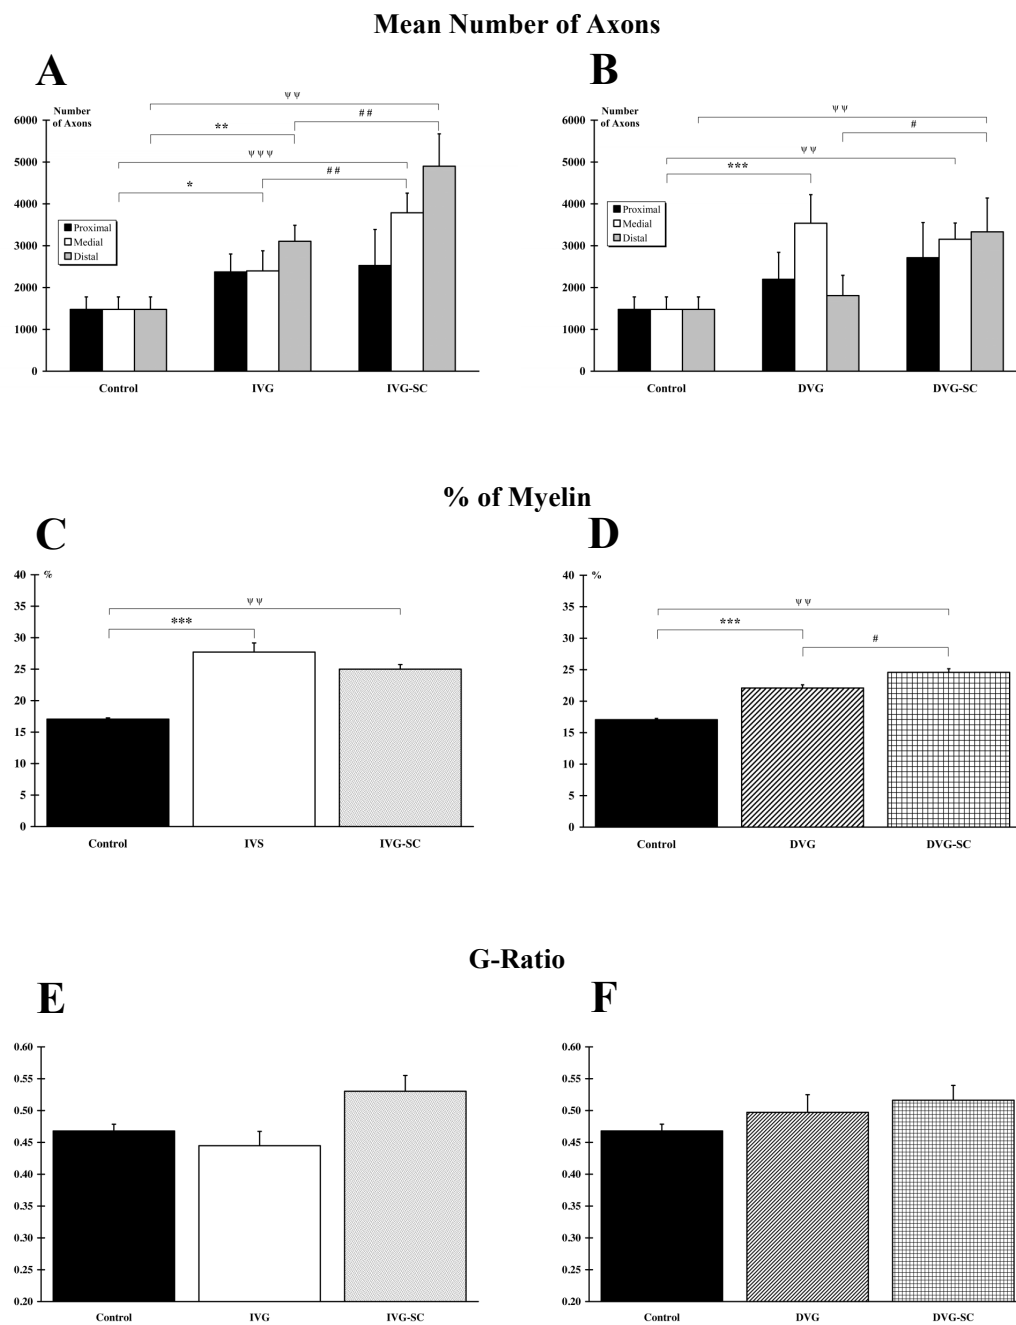 Mean Number of Axons
A
Number
of Axons
6000
5000
4000
3000
2000
1000
0
Proximal
Medial
Distal
ψ ψ
# #
**
ψ ψ ψ
# #
*
Control IVG IVG-SC
B
Number
of Axons
6000
5000
4000
3000
2000
1000
0
Proximal
Medial
Distal
ψ ψ
#
ψ ψ
***
Control DVG DVG-SC
% of Myelin
C
%
40
35
30
25
20
15
10
5
0
ψ ψ
***
Control IVS IVG-SC
D
%
40
35
30
25
20
15
10
5
0
ψ ψ
***
#
Control DVG DVG-SC
G-Ratio
E
0.60
0.55
0.50
0.45
0.40
0.35
0.30
0.25
0.20
Control IVG IVG-SC
F
0.60
0.55
0.50
0.45
0.40
0.35
0.30
0.25
0.20
Control DVG DVG-SC